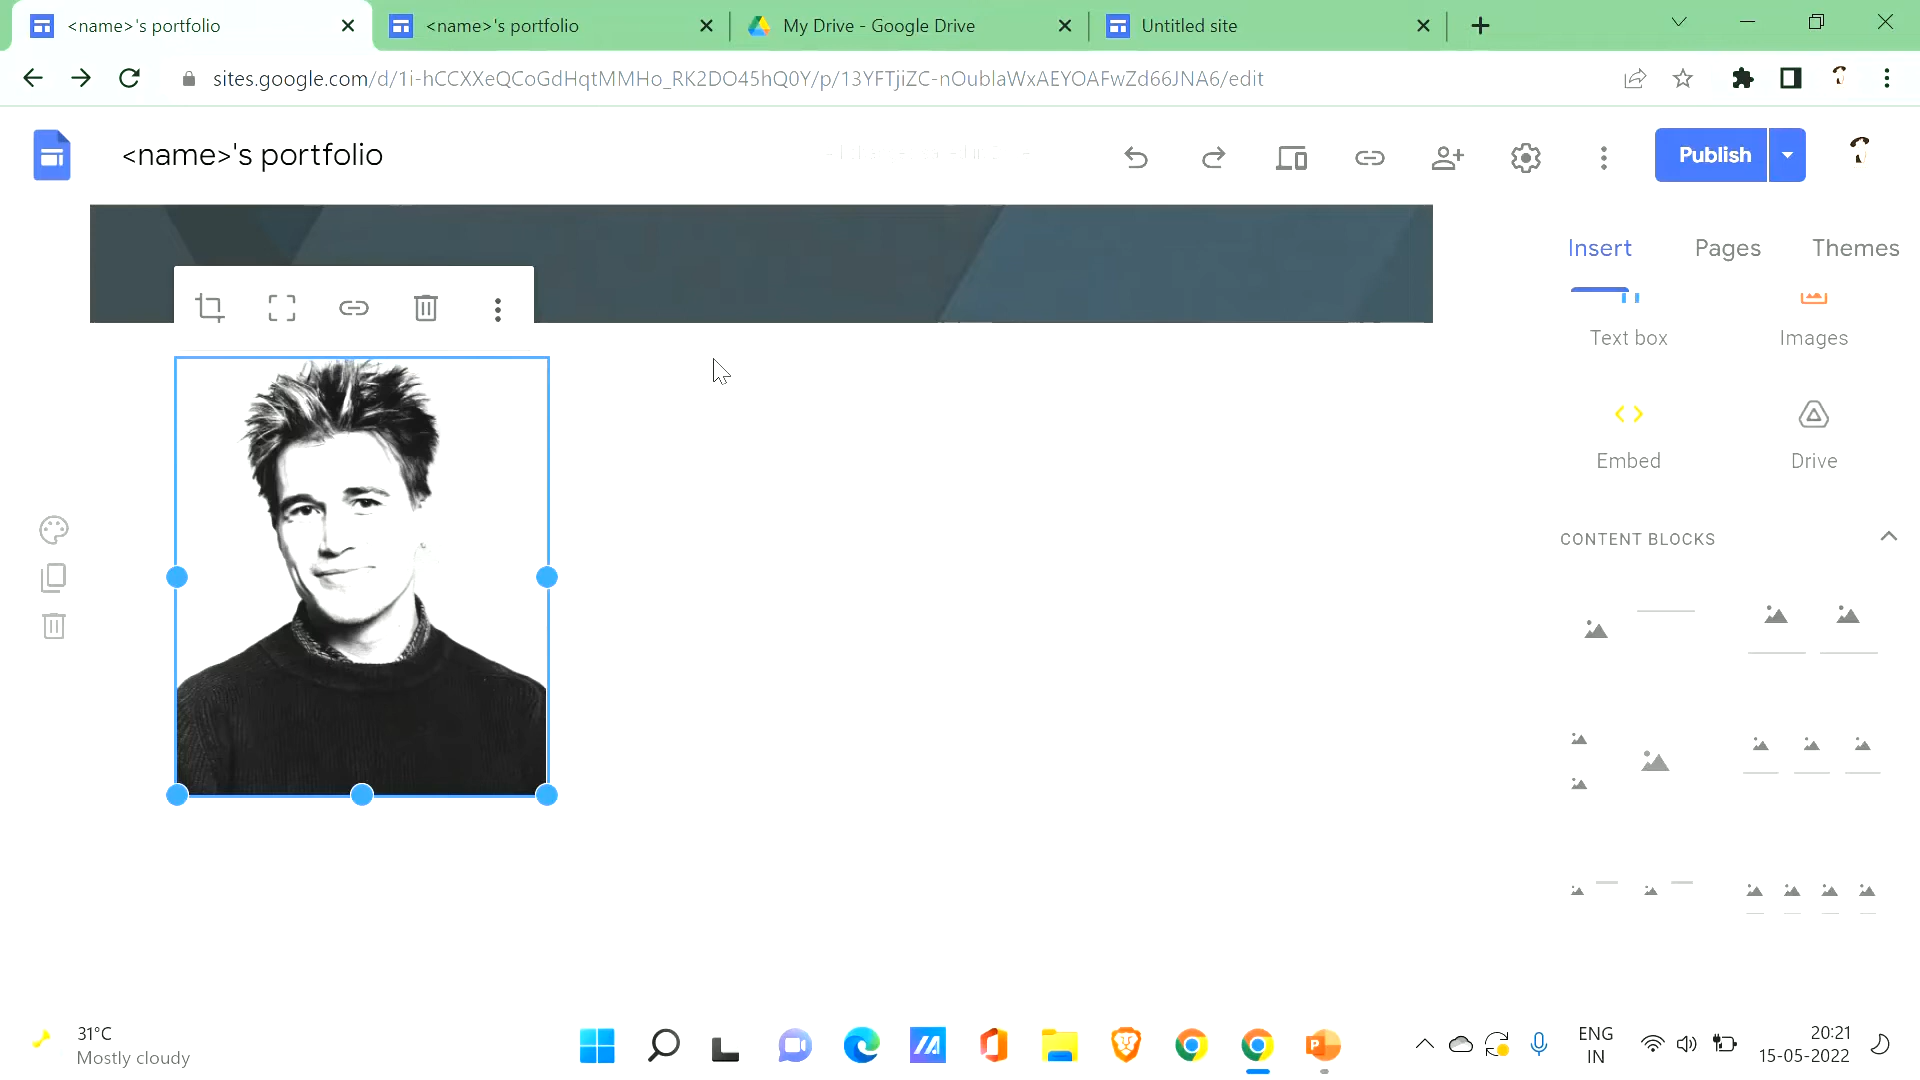 <name>'s portfolio
<name>'s portfolio
My Drive - Google Drive
Untitled site
sites.google.com/d/1i-hCCXXeQCoGdHqtMMHo_RK2DO45hQ0Y/p/13YFTjiZC-nOublaWxAEYOAFwZd66JNA6/edit
<name>'s portfolio
Publish
Insert
Pages
Themes
Text box
Images
Embed
Drive
CONTENT BLOCKS
31°C
Mostly cloudy
ENG
IN
20:21
15-05-2022